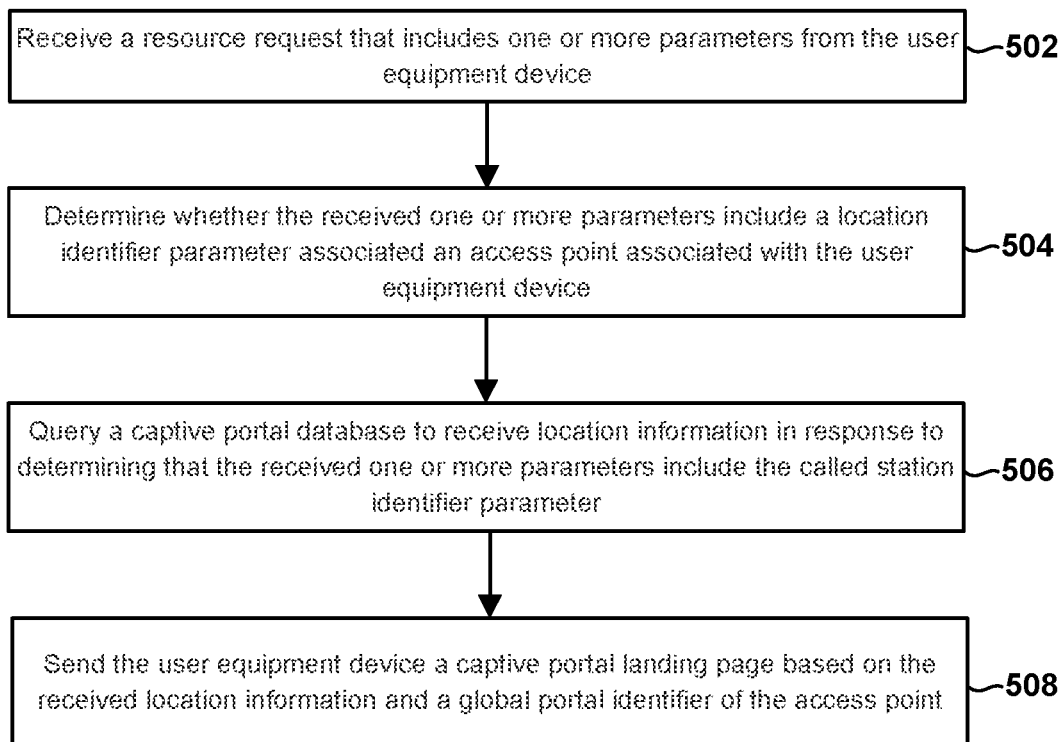 Receive a resource request that includes one or more parameters from the user
equipment device
502
Determine whether the received one or more parameters include a location
identifier parameter associated an access point associated with the user
equipment device
504
Query a captive portal database to receive location information in response to
determining that the received one or more parameters include the called station
identifier parameter
506
Send the user equipment device a captive portal landing page based on the
received location information and a global portal identifier of the access point
508